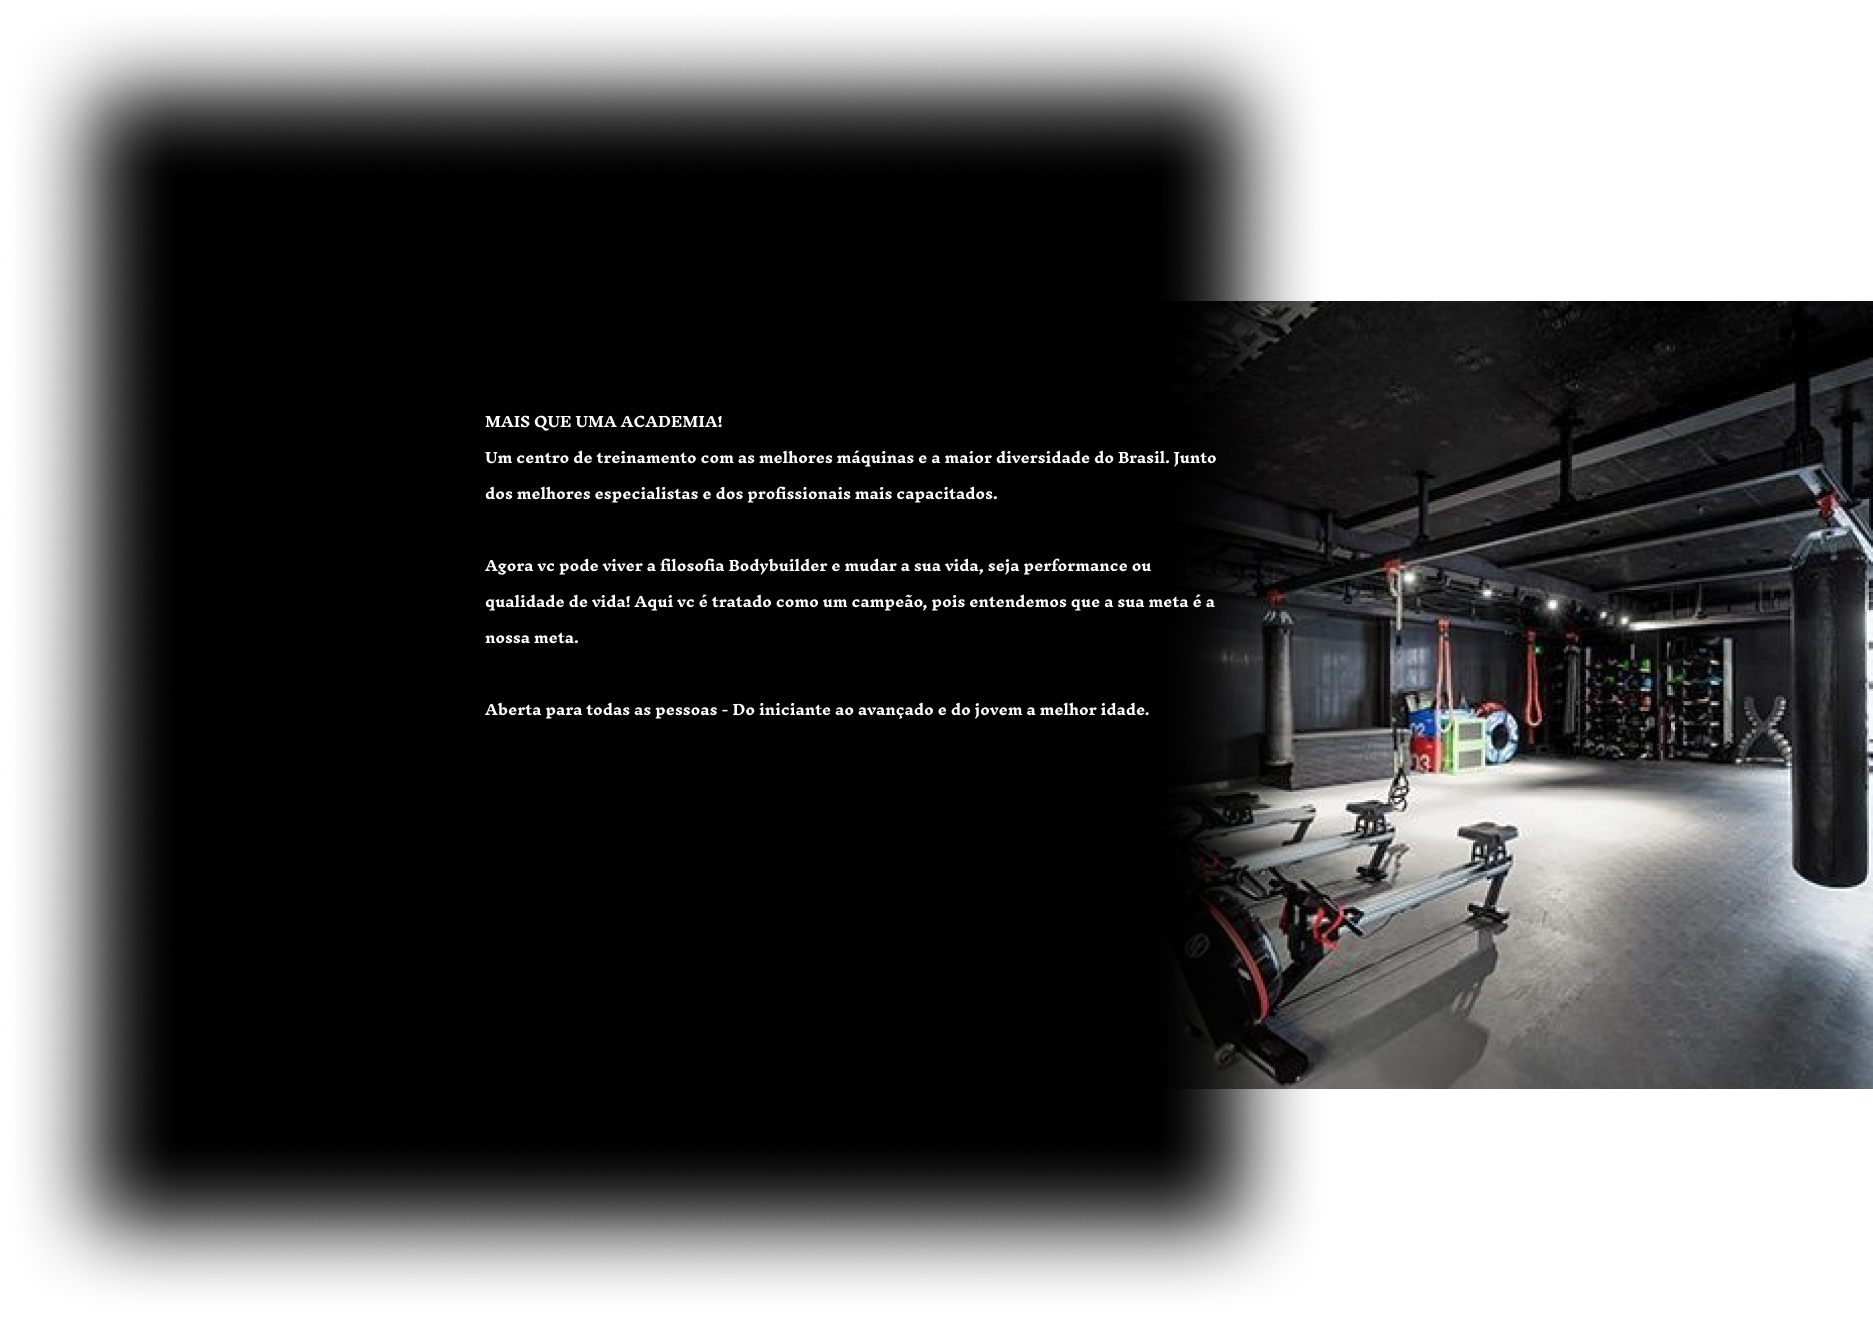 MAIS QUE UMA ACADEMIA!
Um centro de treinamento com as melhores máquinas e a maior diversidade do Brasil. Junto
dos melhores especialistas e dos profissionais mais capacitados.
Agora vc pode viver a filosofia Bodybuilder e mudar a sua vida, seja performance ou
qualidade de vida! Aqui vc é tratado como um campeão, pois entendemos que a sua meta é a
nossa meta.
Aberta para todas as pessoas - Do iniciante ao avançado e do jovem a melhor idade.
02
03